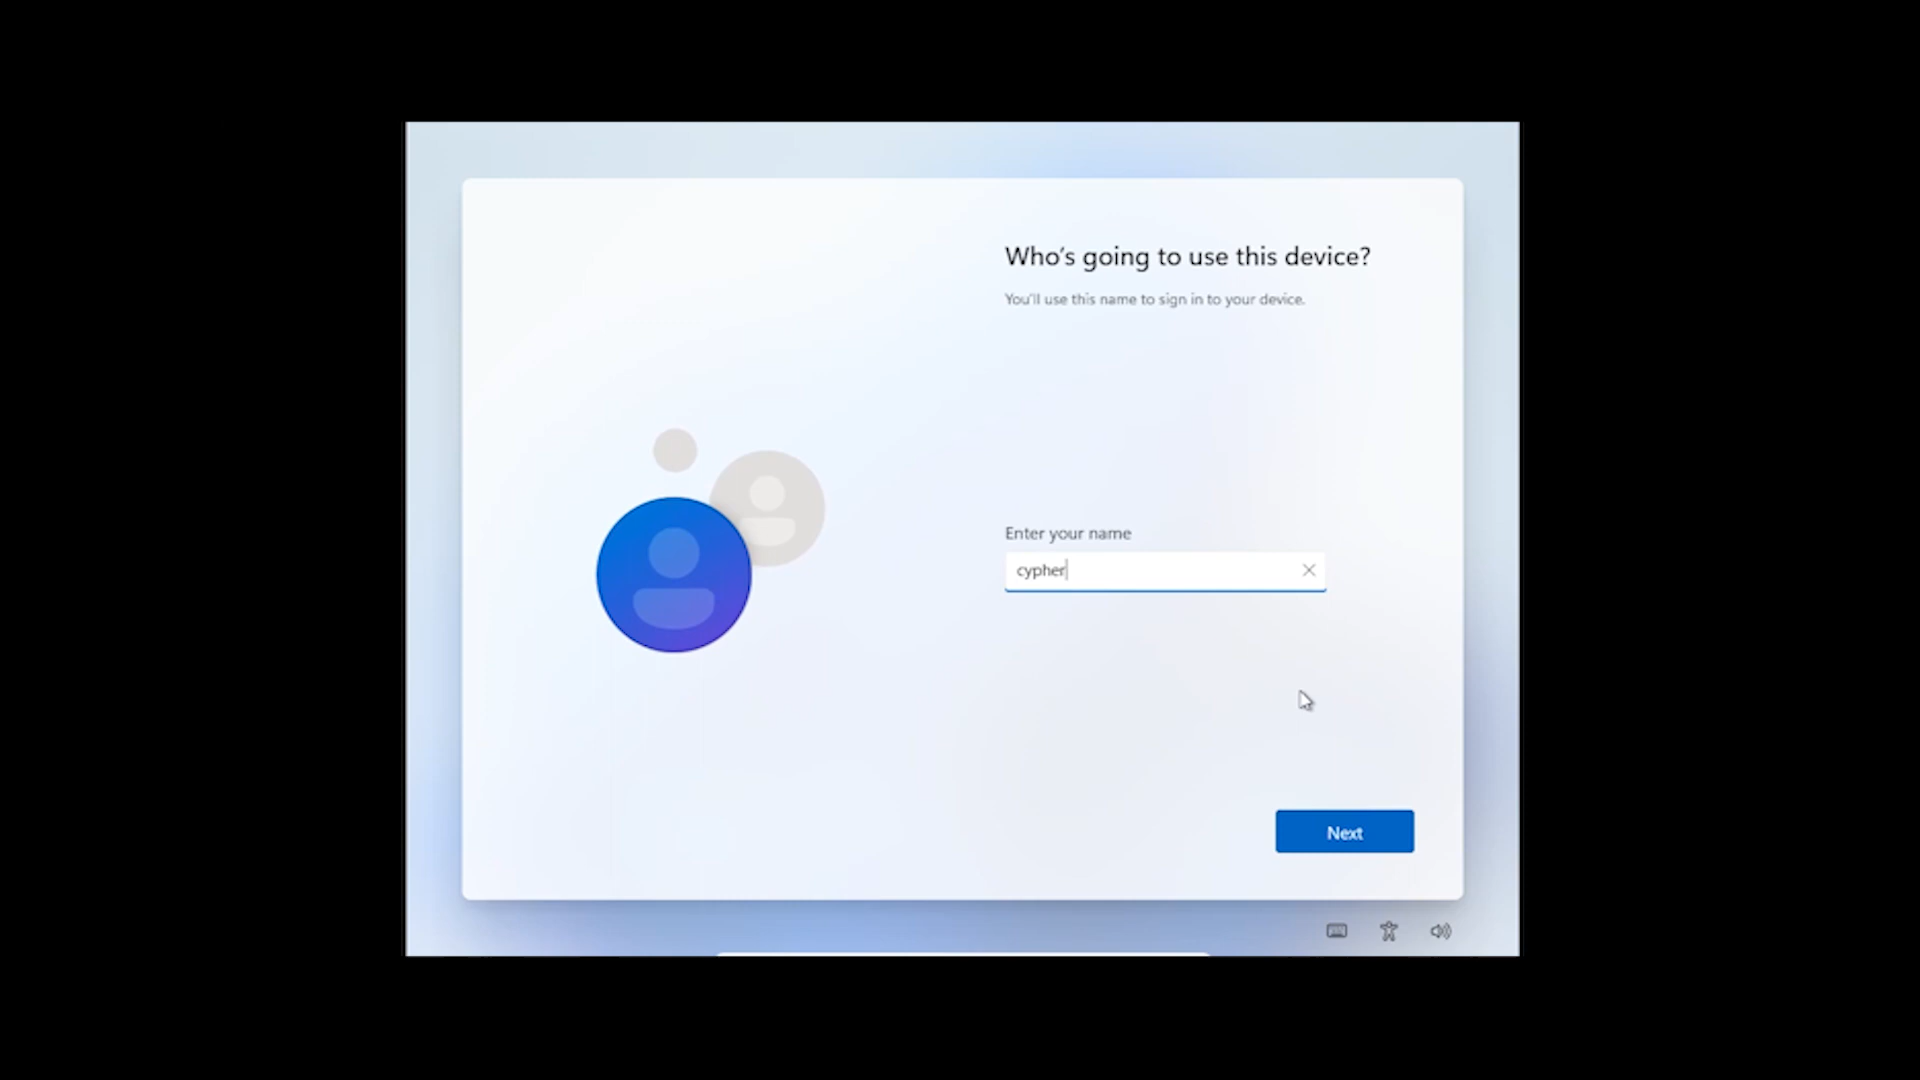 Who's going to use this device?
You'll use this name to sign in to your device.
Enter your name
cypher
Next